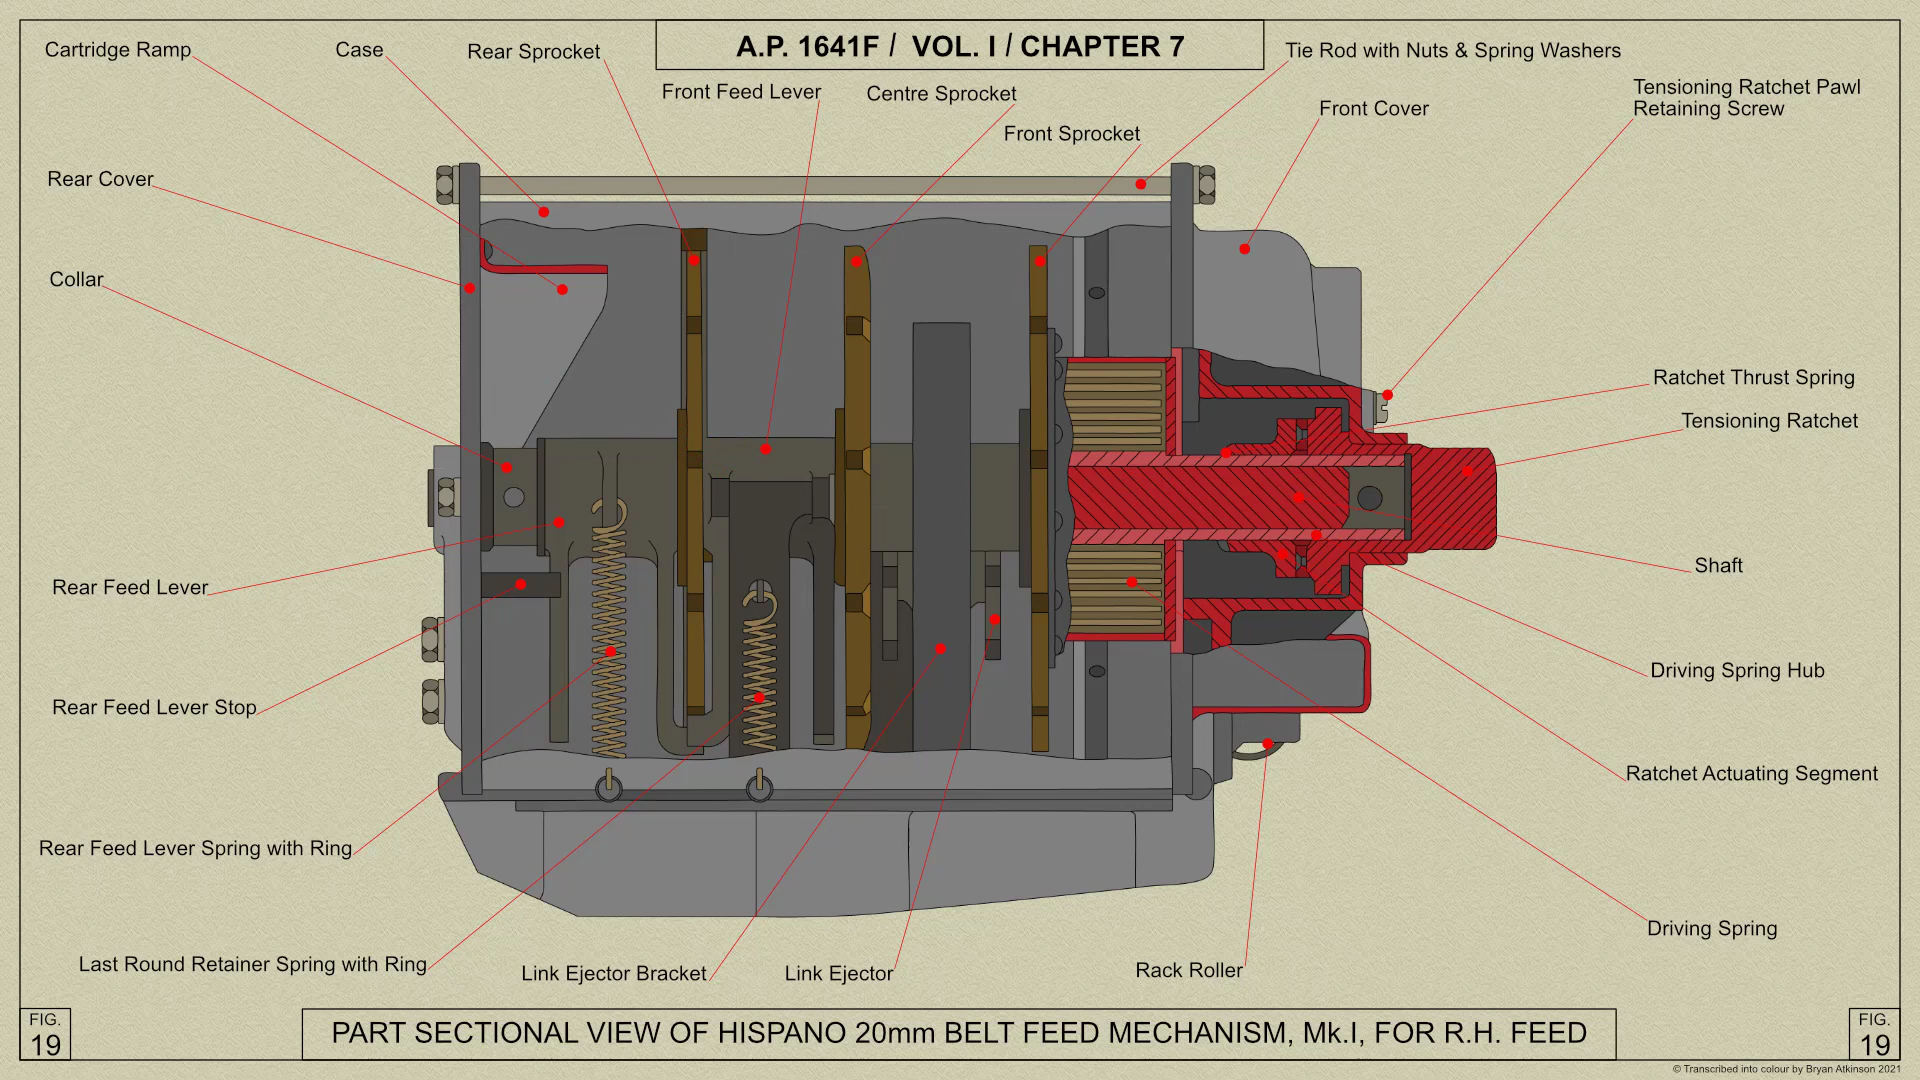 A.P. 1641F / VOL. I / CHAPTER 7
Cartridge Ramp
Case
Rear Sprocket
Front Feed Lever
Centre Sprocket
Front Sprocket
Tie Rod with Nuts & Spring Washers
Front Cover
Tensioning Ratchet Pawl
Retaining Screw
Rear Cover
Collar
Ratchet Thrust Spring
Tensioning Ratchet
Shaft
Rear Feed Lever
Driving Spring Hub
Rear Feed Lever Stop
Ratchet Actuating Segment
Rear Feed Lever Spring with Ring
Driving Spring
Last Round Retainer Spring with Ring
Link Ejector Bracket
Link Ejector
Rack Roller
FIG.
19
PART SECTIONAL VIEW OF HISPANO 20mm BELT FEED MECHANISM, Mk.I, FOR R.H. FEED
FIG.
19
© Transcribed into colour by Bryan Atkinson 2021